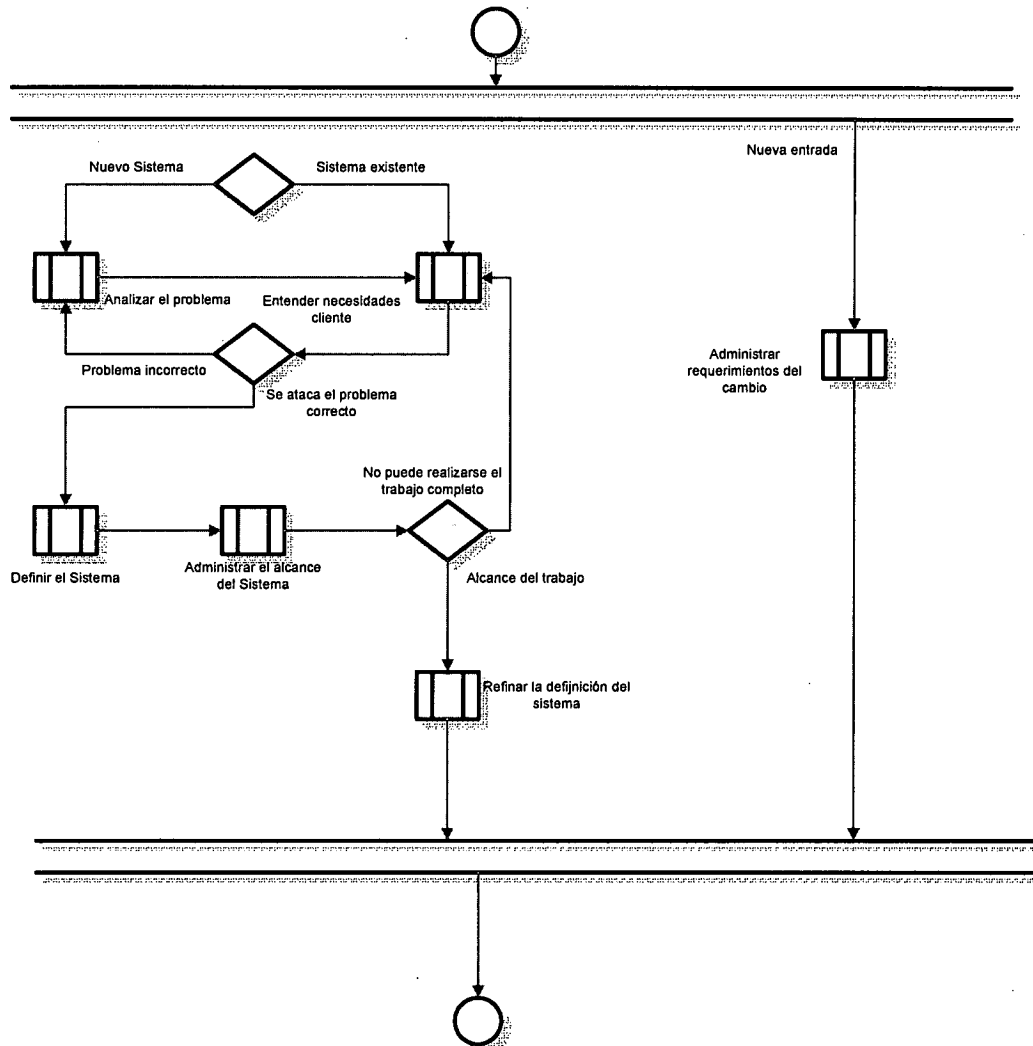 Nueva entrada
Nuevo Sistema
Sistema existente
Analizar el problema
Entender necesidades
cliente
Problema incorrecto
Se ataca el problema
correcto
Administrar
requerimientos del
cambio
No puede realizarse el
trabajo completo
Definir el Sistema
Administrar el alcance
del Sistema
Alcance del trabajo
Refinar la defijnición del
sistema